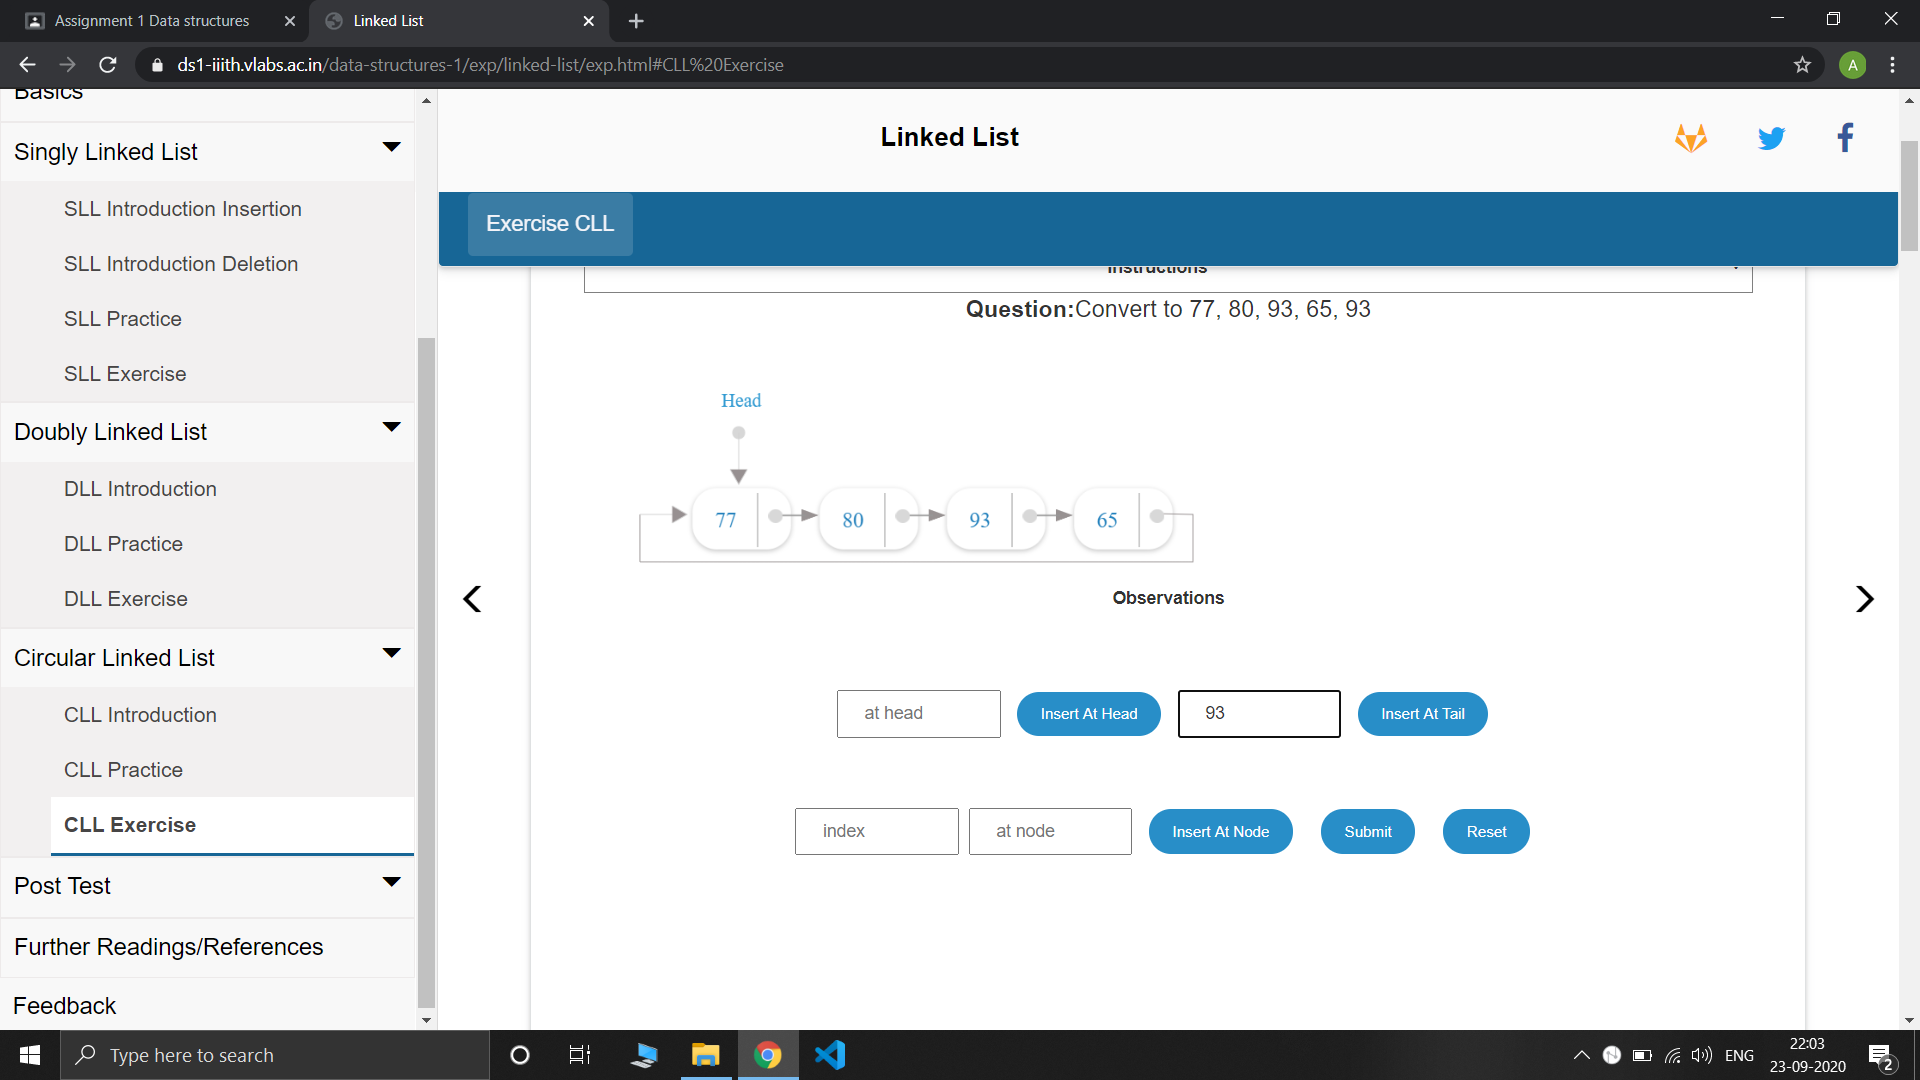 Assignment 1 Data structures
Linked List
ds1-iiith.vlabs.ac.in/data-structures-1/exp/linked-list/exp.html#CLL%20Exercise
A
Basics
Singly Linked List
SLL Introduction Insertion
SLL Introduction Deletion
SLL Practice
SLL Exercise
Doubly Linked List
DLL Introduction
DLL Practice
DLL Exercise
Circular Linked List
CLL Introduction
CLL Practice
CLL Exercise
Post Test
Further Readings/References
Feedback
Linked List
Exercise CLL
Instructions
Question:Convert to 77, 80, 93, 65, 93
Head
77 80 93 65
Observations
at head Insert At Head 93 Insert At Tail
index at node Insert At Node Submit Reset
Type here to search
ENG
22:03
23-09-2020
2